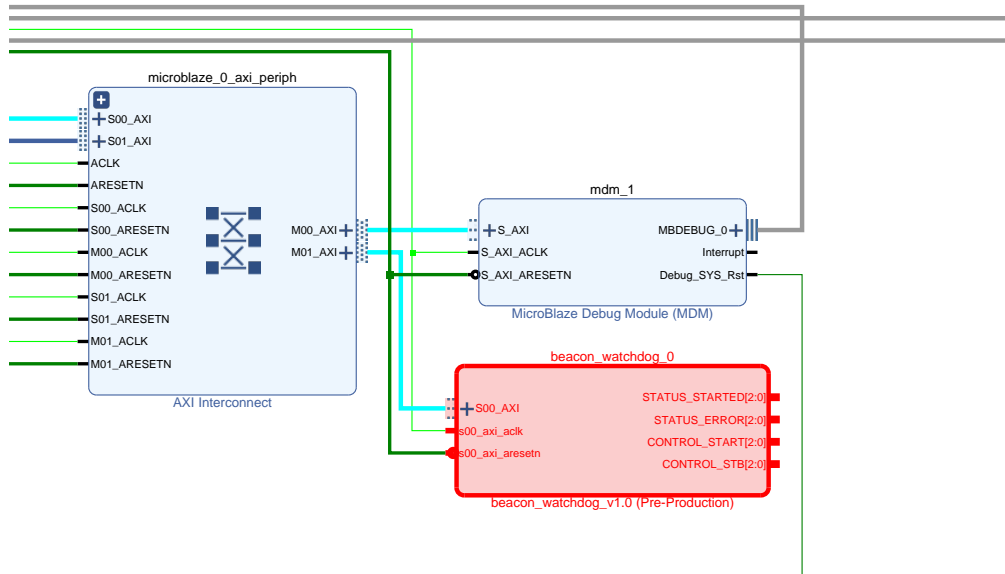 microblaze_0_axi_periph
S00_AXI
S01_AXI
ACLK
ARESETN
S00_ACLK
S00_ARESETN
M00_ACLK
M00_ARESETN
S01_ACLK
S01_ARESETN
M01_ACLK
M01_ARESETN
M00_AXI
M01_AXI
AXI Interconnect
mdm_1
S_AXI
S_AXI_ACLK
S_AXI_ARESETN
MBDEBUG_0
Interrupt
Debug_SYS_Rst
MicroBlaze Debug Module (MDM)
beacon_watchdog_0
S00_AXI
s00_axi_aclk
s00_axi_aresetn
STATUS_STARTED[2:0]
STATUS_ERROR[2:0]
CONTROL_START[2:0]
CONTROL_STB[2:0]
beacon_watchdog_v1.0 (Pre-Production)